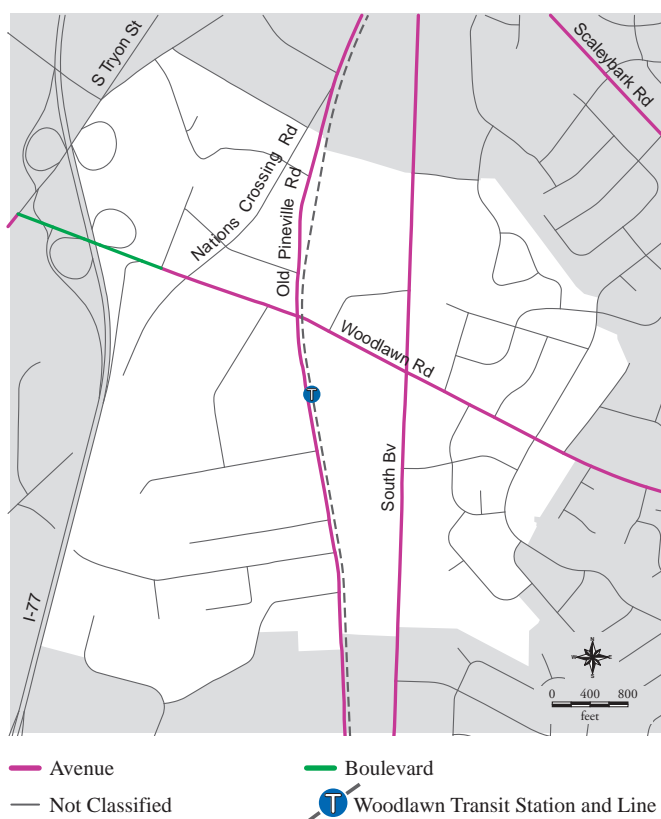 S Tryon St
Scaleybark Rd
Nations Crossing Rd
Old Pineville Rd
Woodlawn Rd
T
South Bv
I-77
N
W E
S
0 400 800
feet
Avenue
Boulevard
Not Classified
T Woodlawn Transit Station and Line